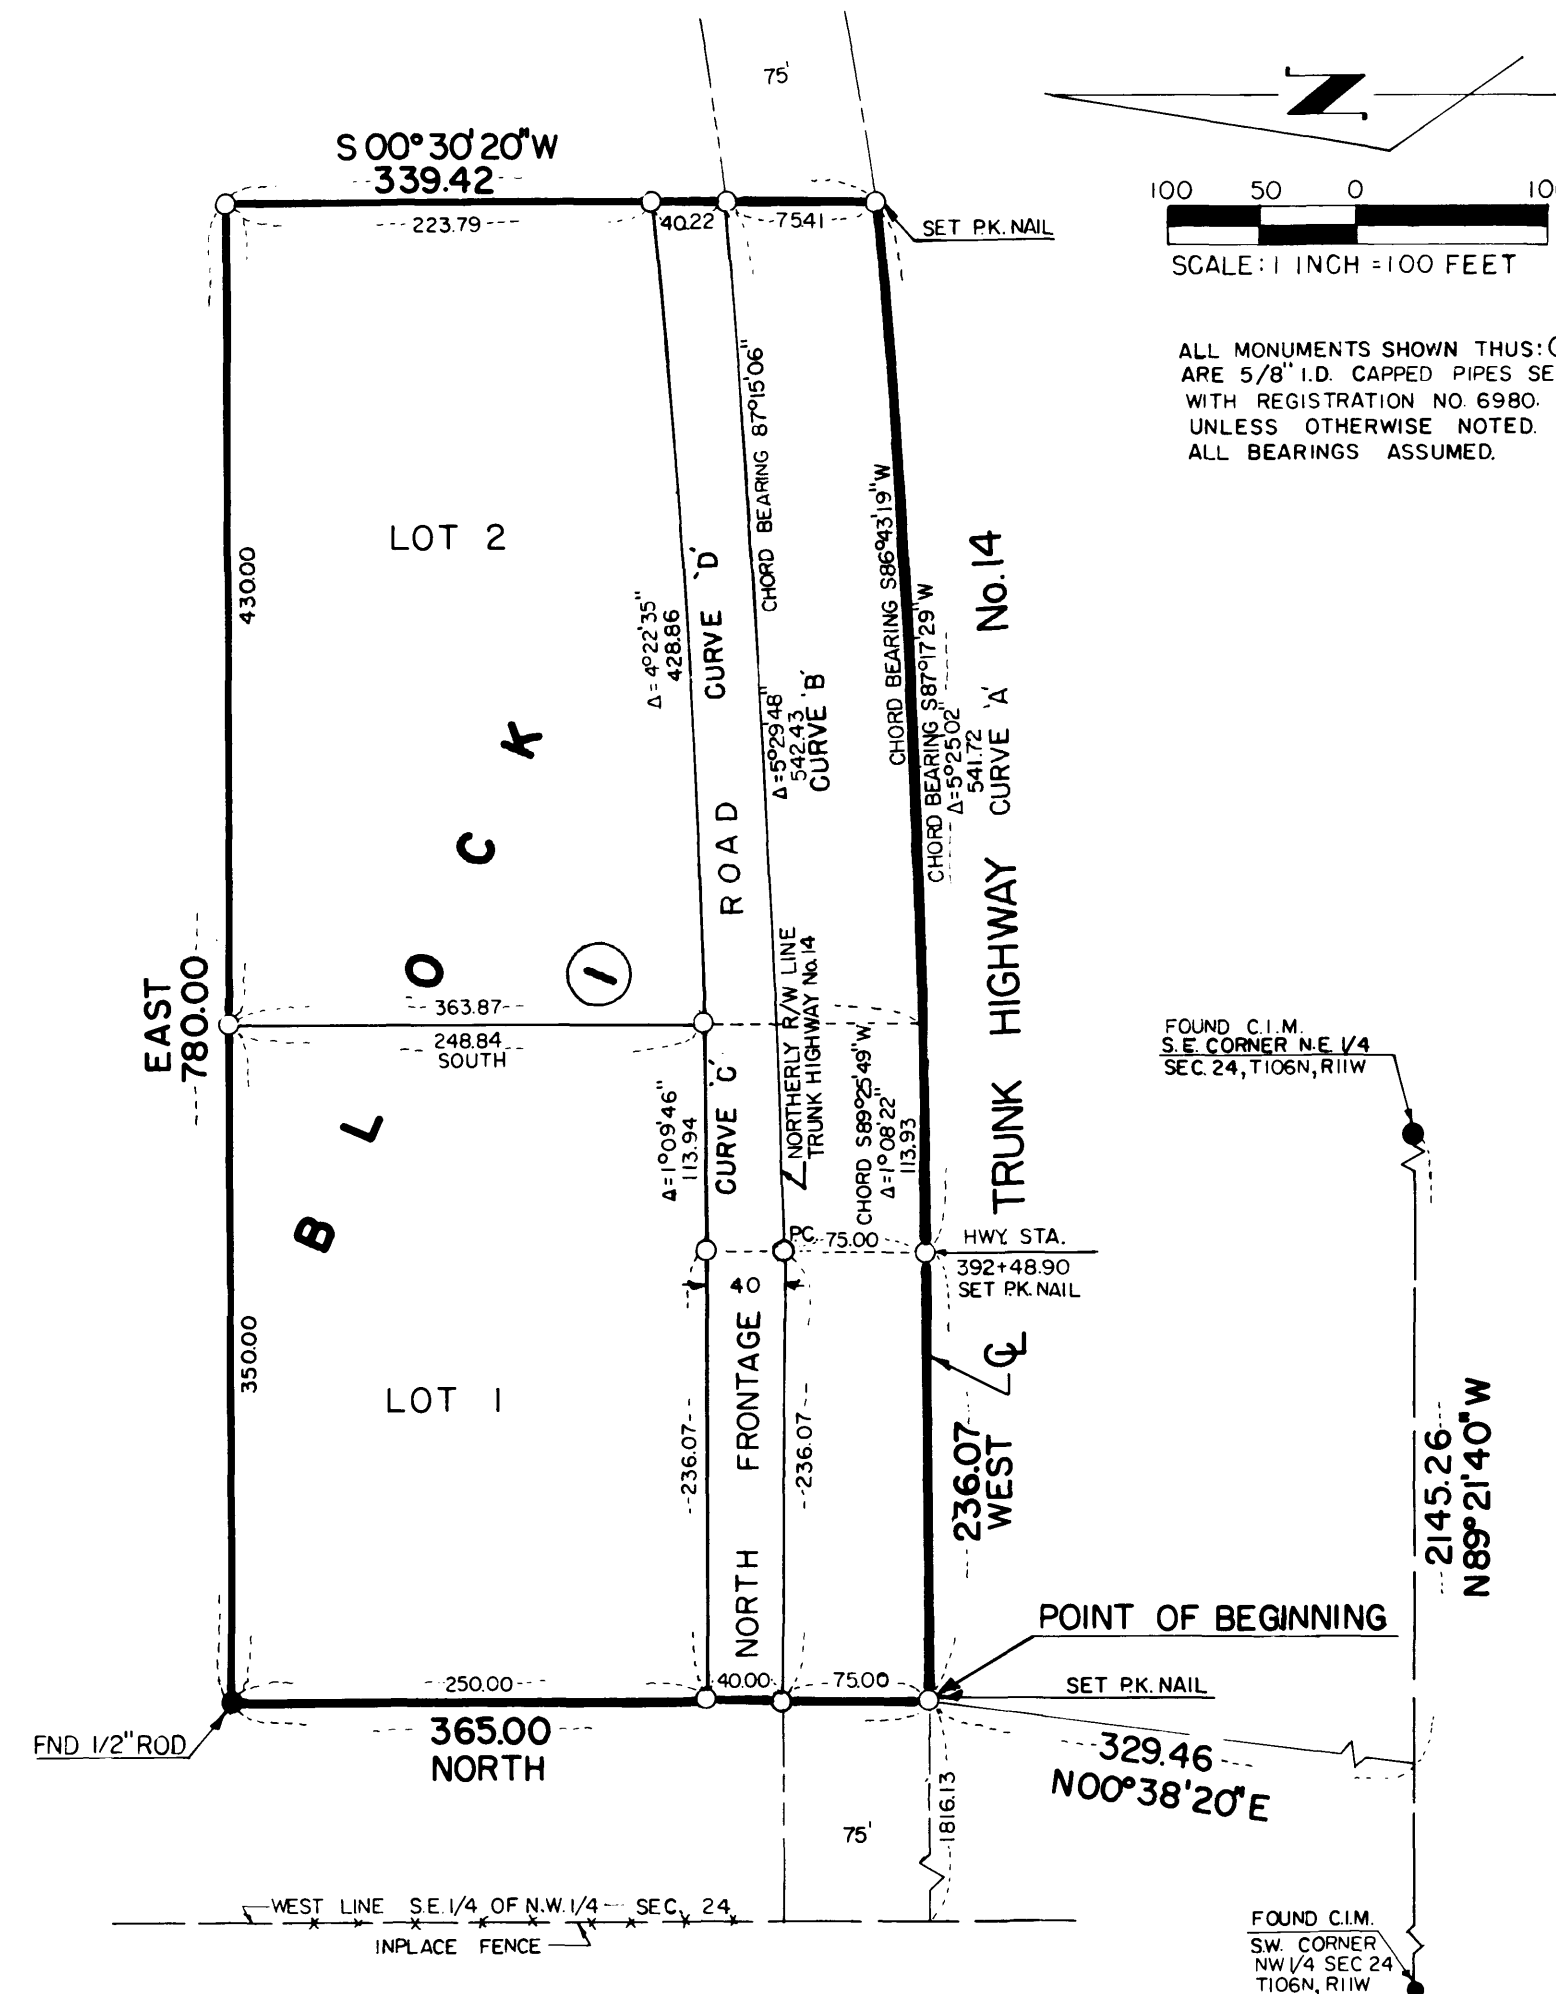 75'
N
S 00°30'20"W
339.42
223.79
40.22
75.41
SET P.K. NAIL
100 50 0
SCALE: 1 INCH = 100 FEET
ALL MONUMENTS SHOWN THUS:
ARE 5/8" I.D. CAPPED PIPES
WITH REGISTRATION NO. 6980.
UNLESS OTHERWISE NOTED.
ALL BEARINGS ASSUMED.
LOT 2
430.00
CHORD BEARING 87°15'06"
CHORD BEARING S86°43'19"W
CHORD BEARING S87°17'29"W
Δ=5°25'02"
541.72
CURVE 'A'
TRUNK HIGHWAY No.14
Δ=4°22'35"
428.86
CURVE 'D'
Δ=5°29'48"
542.43
CURVE 'B'
BLOCK
1
EAST
780.00
363.87
248.84
SOUTH
NORTHERLY R/W LINE
TRUNK HIGHWAY No.14
Δ=1°09'46"
113.94
CURVE 'C'
CHORD S89°25'49"W
Δ=1°08'22"
113.93
FOUND C.I.M.
S.E. CORNER N.E. 1/4
SEC. 24, T106N, R11W
PC
75.00
HWY. STA.
392+48.90
SET P.K. NAIL
40
350.00
LOT 1
236.07
NORTH FRONTAGE ROAD
236.07
℄
236.07
WEST
2145.26
N89°21'40"W
POINT OF BEGINNING
SET P.K. NAIL
250.00
40.00
75.00
365.00
NORTH
FND 1/2" ROD
329.46
N00°38'20"E
1816.13
75'
WEST LINE S.E. 1/4 OF N.W. 1/4 SEC. 24
INPLACE FENCE
FOUND C.I.M.
S.W. CORNER
NW 1/4 SEC 24
T106N, R11W